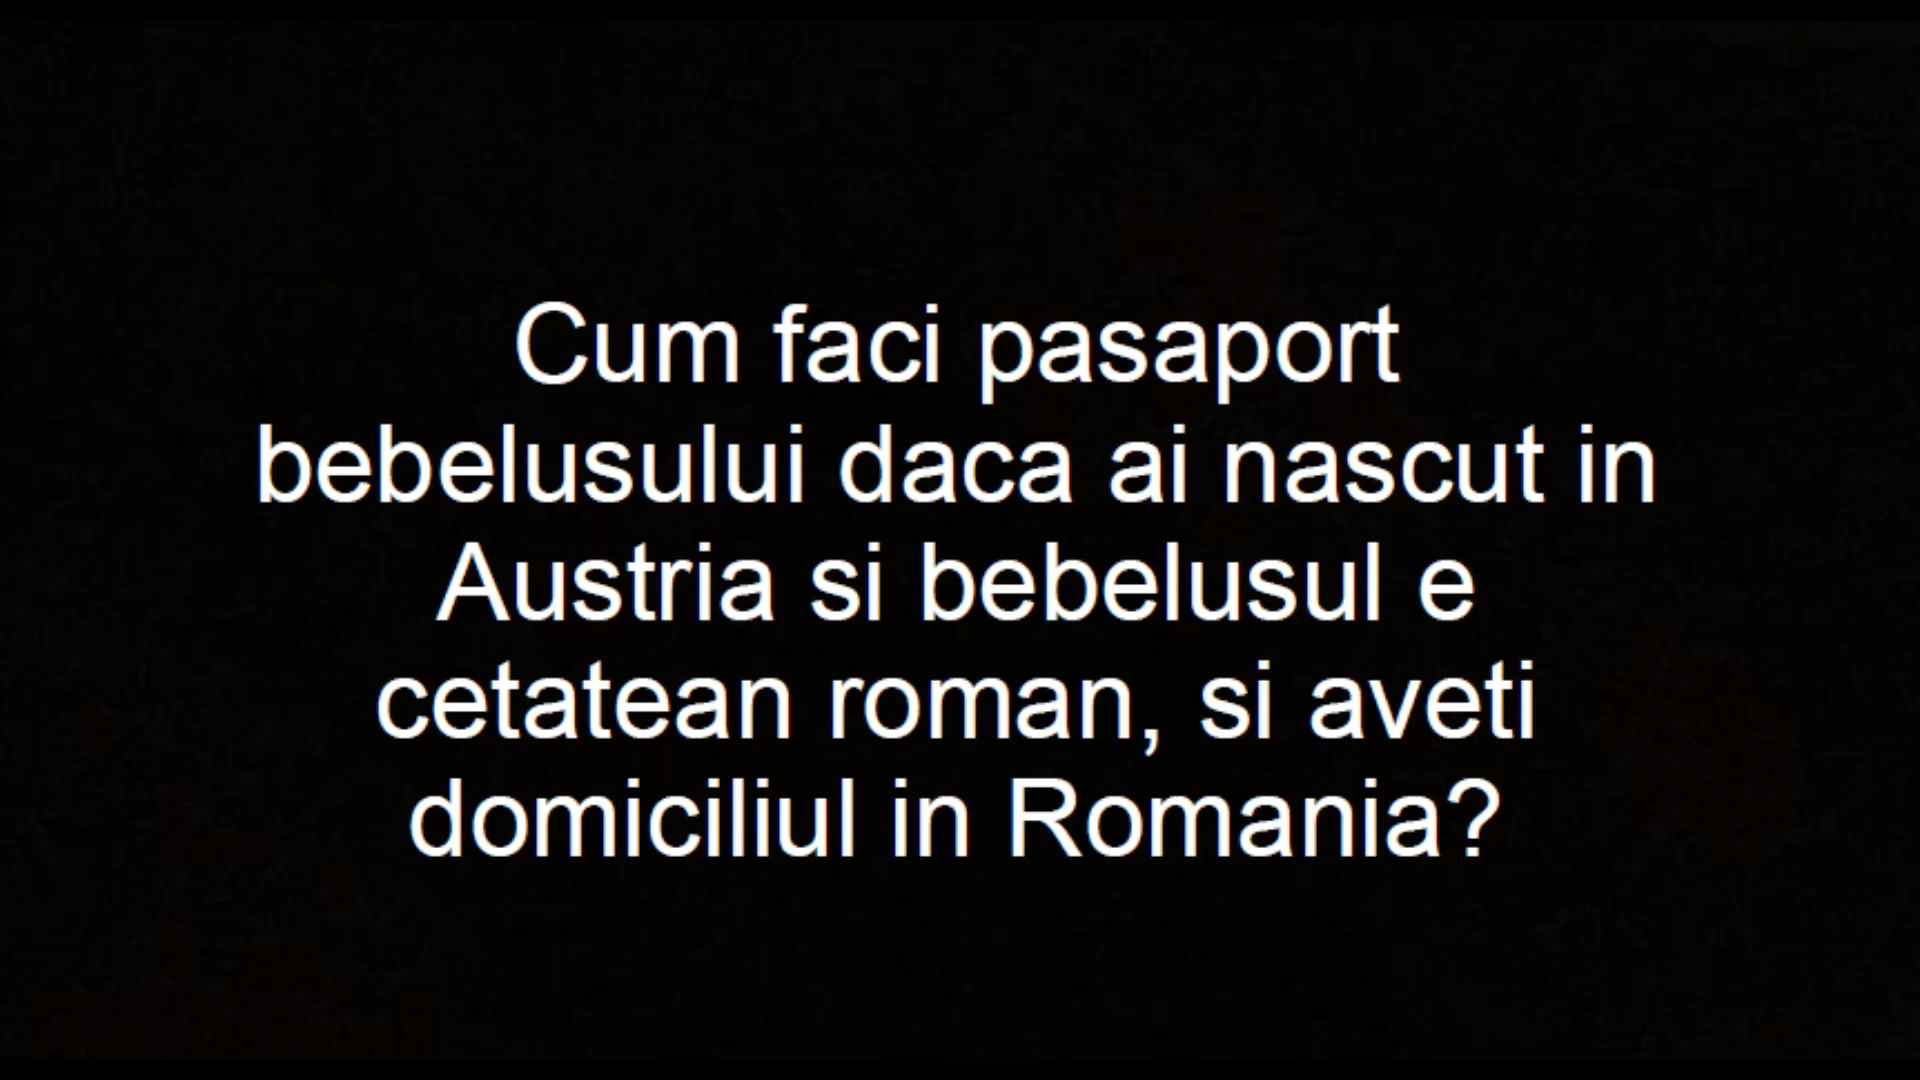 Cum faci pasaport
bebelusului daca ai nascut in
Austria si bebelusul e
cetatean roman, si aveti
domiciliul in Romania?